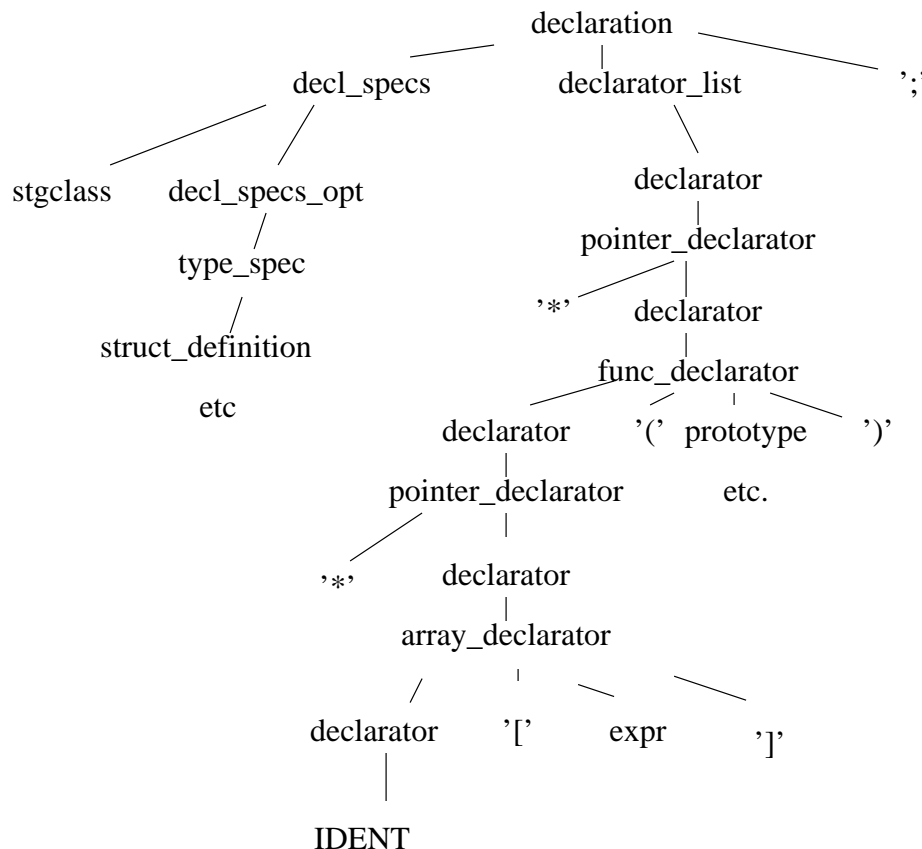 declaration
decl_specs declarator_list ’;’
stgclass decl_specs_opt declarator
type_spec pointer_declarator
’*’ declarator
struct_definition func_declarator
etc
declarator ’(’ prototype ’)’
pointer_declarator etc.
’*’ declarator
array_declarator
declarator ’[’ expr ’]’
IDENT